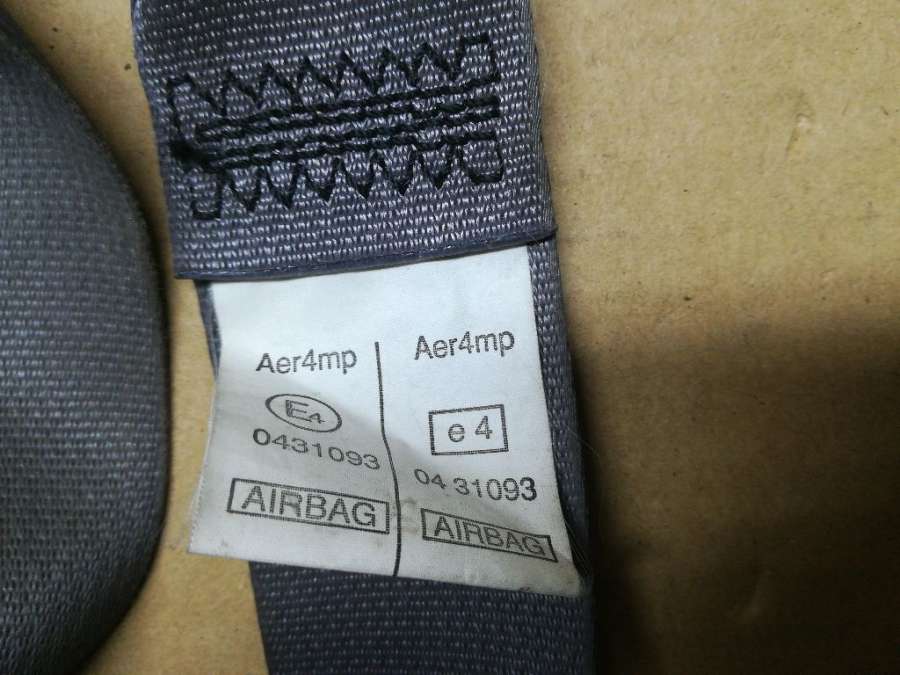 Aer4mp
E4
0431093
AIRBAG
Aer4mp
e 4
04 31093
AIRBAG